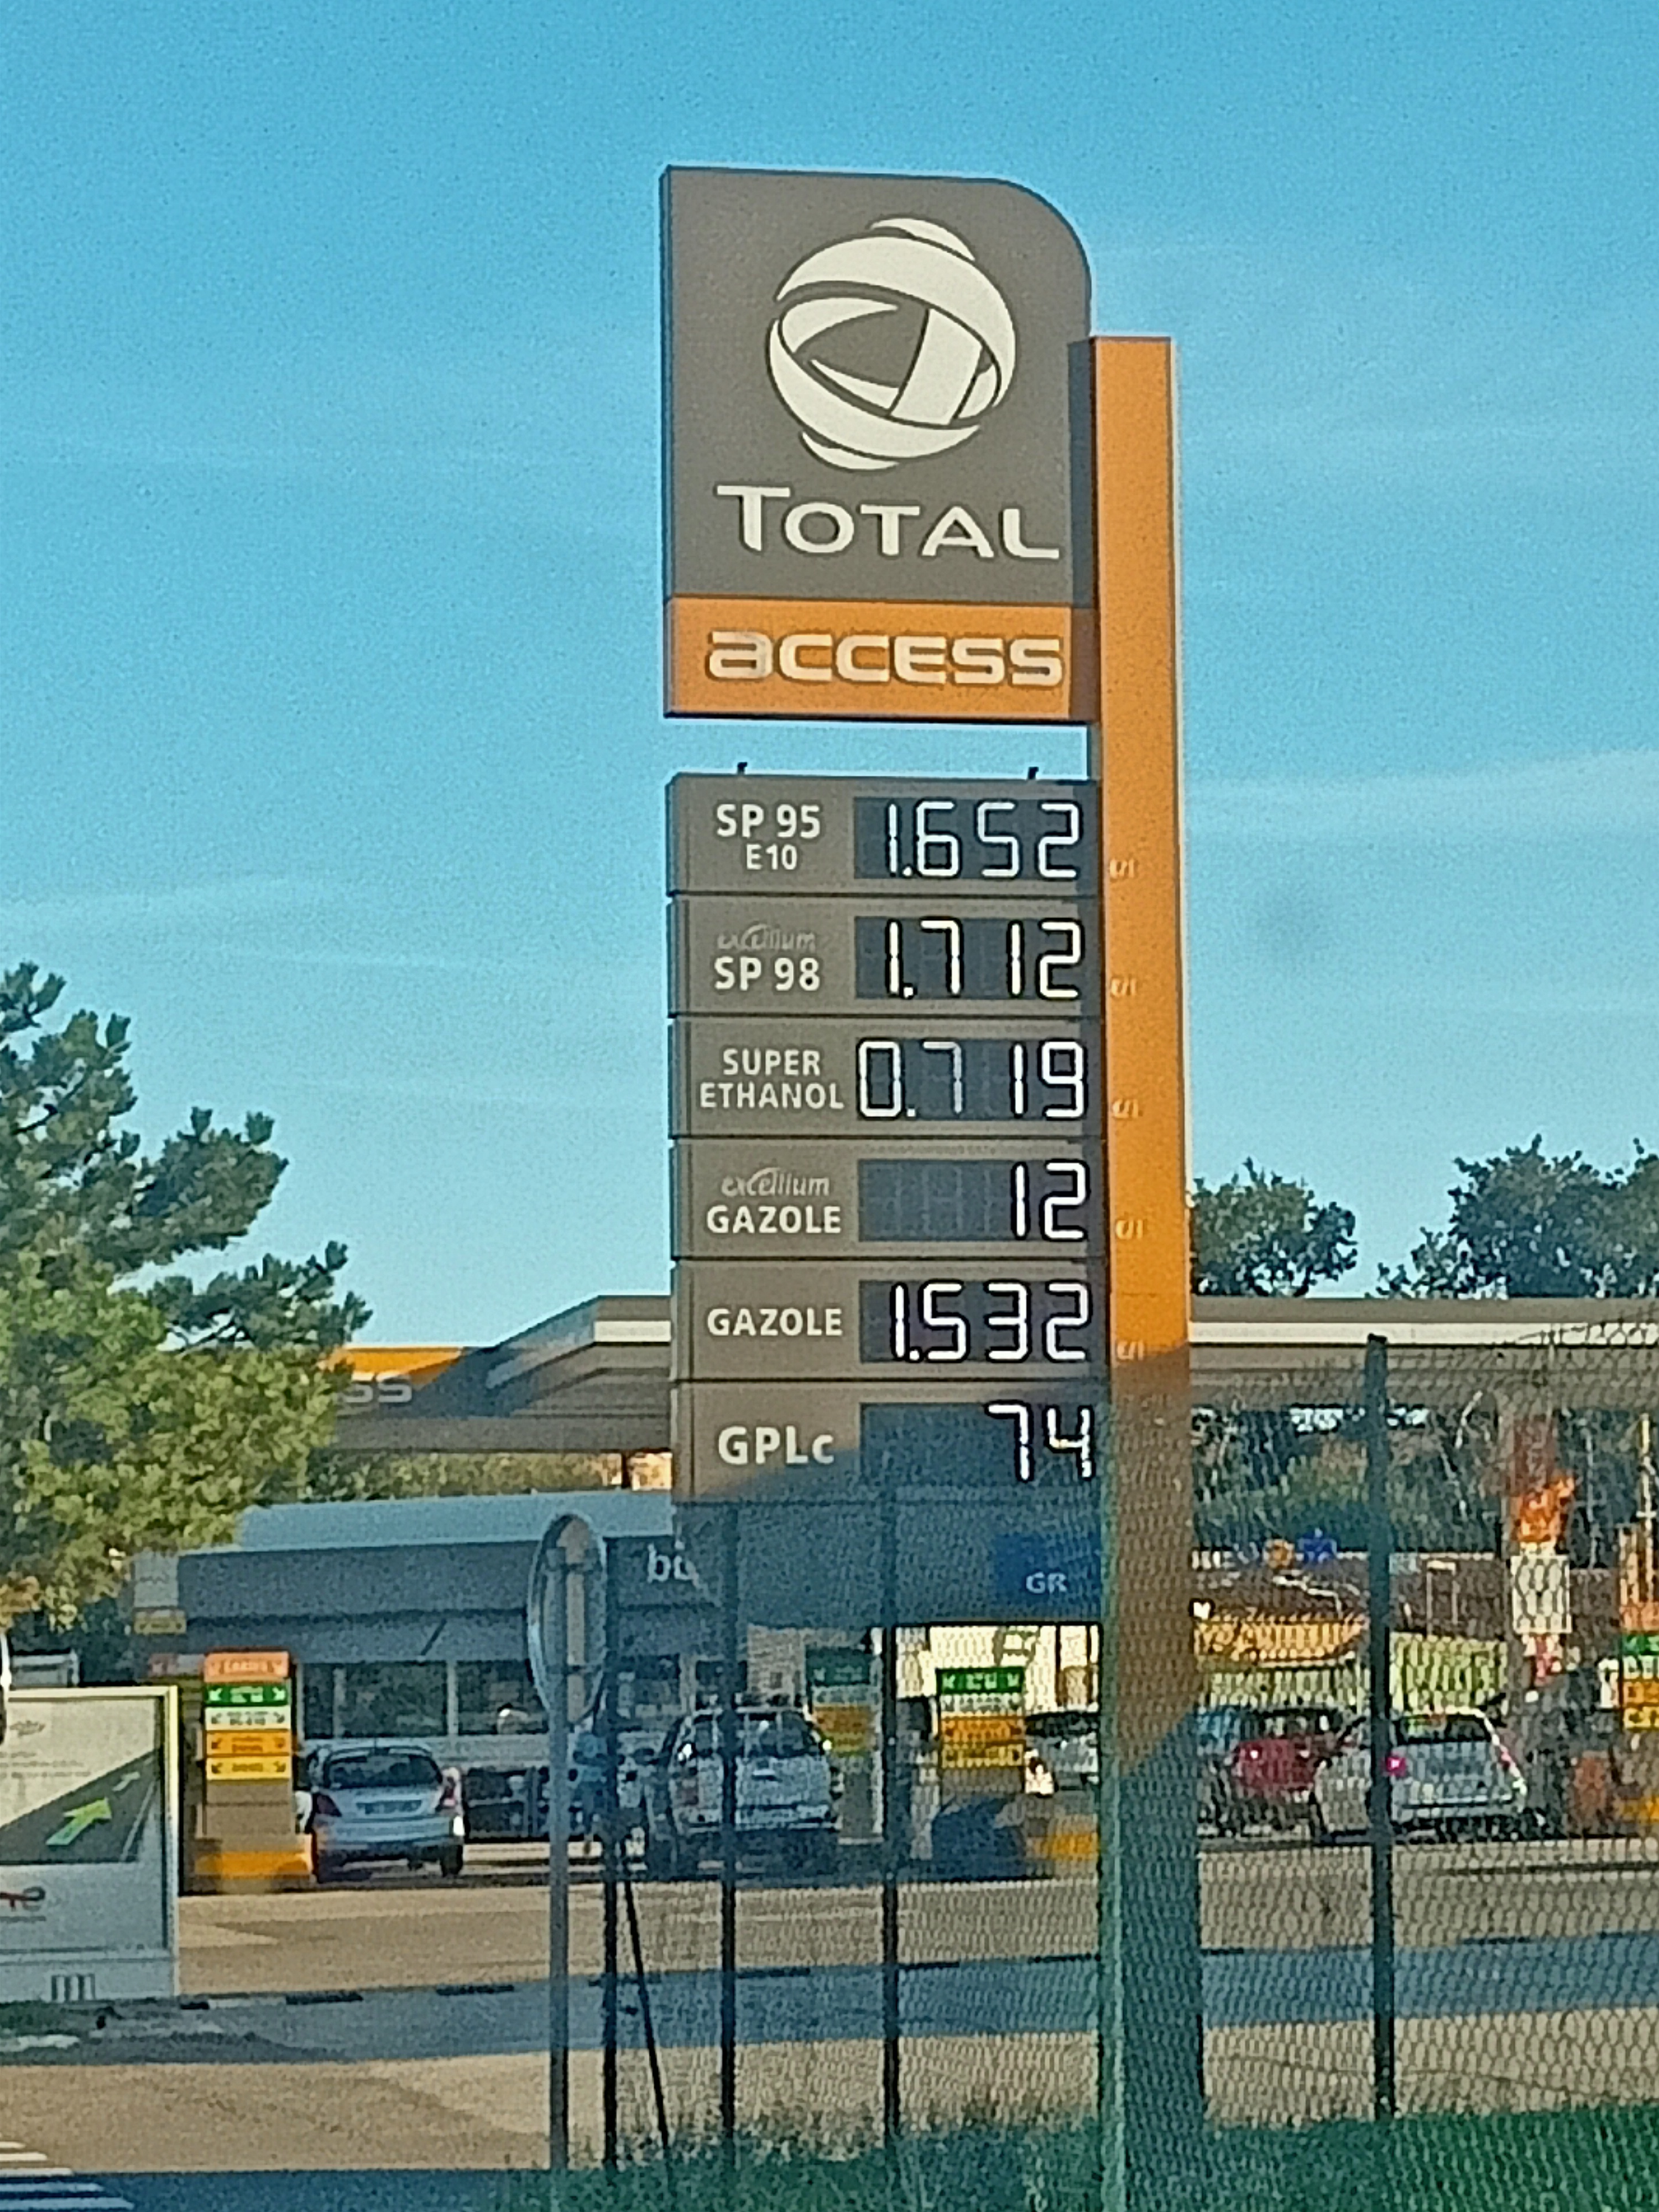 TOTAL
access
SP 95
E10
1.652
€/l
excellium
SP 98
1.712
€/l
SUPER
ETHANOL
0.719
€/l
excellium
GAZOLE
12
€/l
GAZOLE
1.532
€/l
GPLc
74
ss
GR